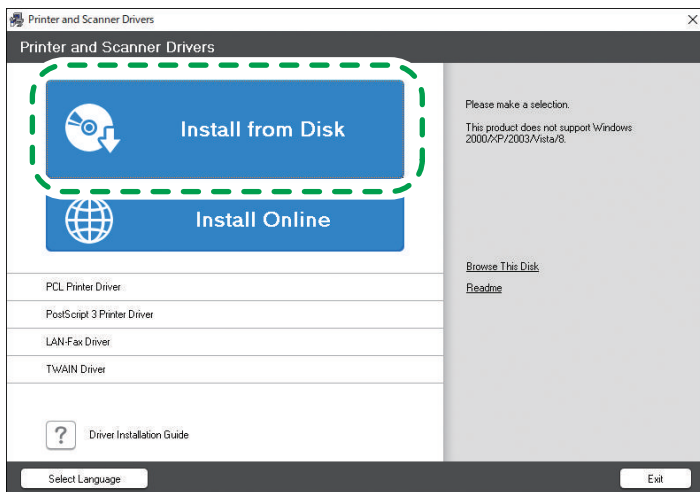 Printer and Scanner Drivers
Printer and Scanner Drivers
Install from Disk
Install Online
PCL Printer Driver
PostScript 3 Printer Driver
LAN-Fax Driver
TWAIN Driver
? Driver Installation Guide
Please make a selection.
This product does not support Windows
2000/XP/2003/Vista/8.
Browse This Disk
Readme
Select Language
Exit